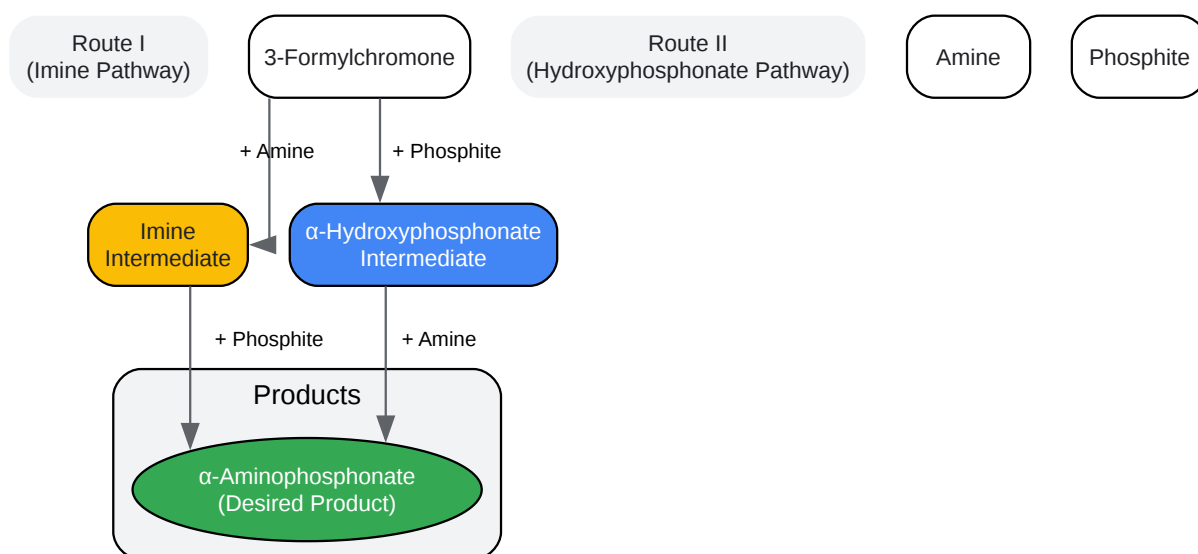 Route I
(Imine Pathway)
3-Formylchromone
Route II
(Hydroxyphosphonate Pathway)
Amine
Phosphite
+ Amine
+ Phosphite
Imine
Intermediate
α-Hydroxyphosphonate
Intermediate
+ Phosphite
+ Amine
Products
α-Aminophosphonate
(Desired Product)